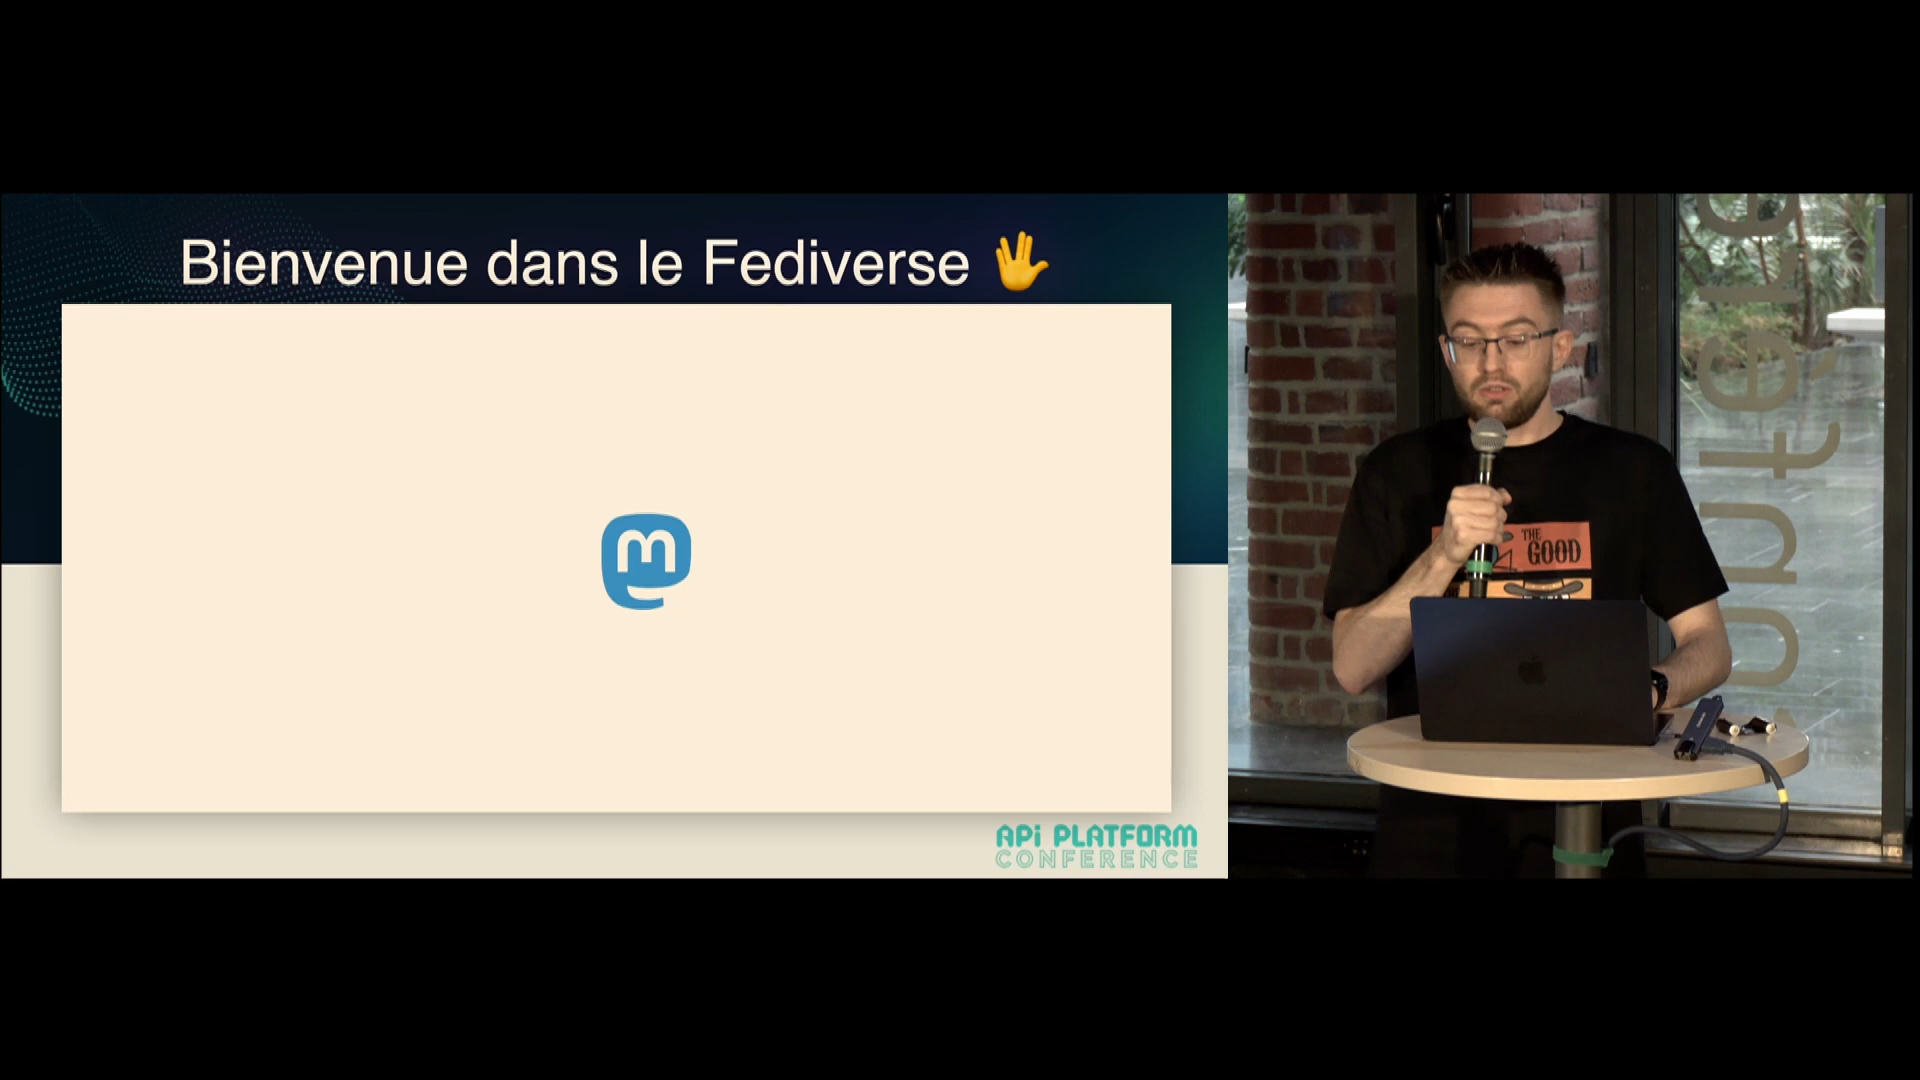 Bienvenue dans le Fediverse 🖖
m
API PLATFORM
CONFERENCE
THE
GOOD